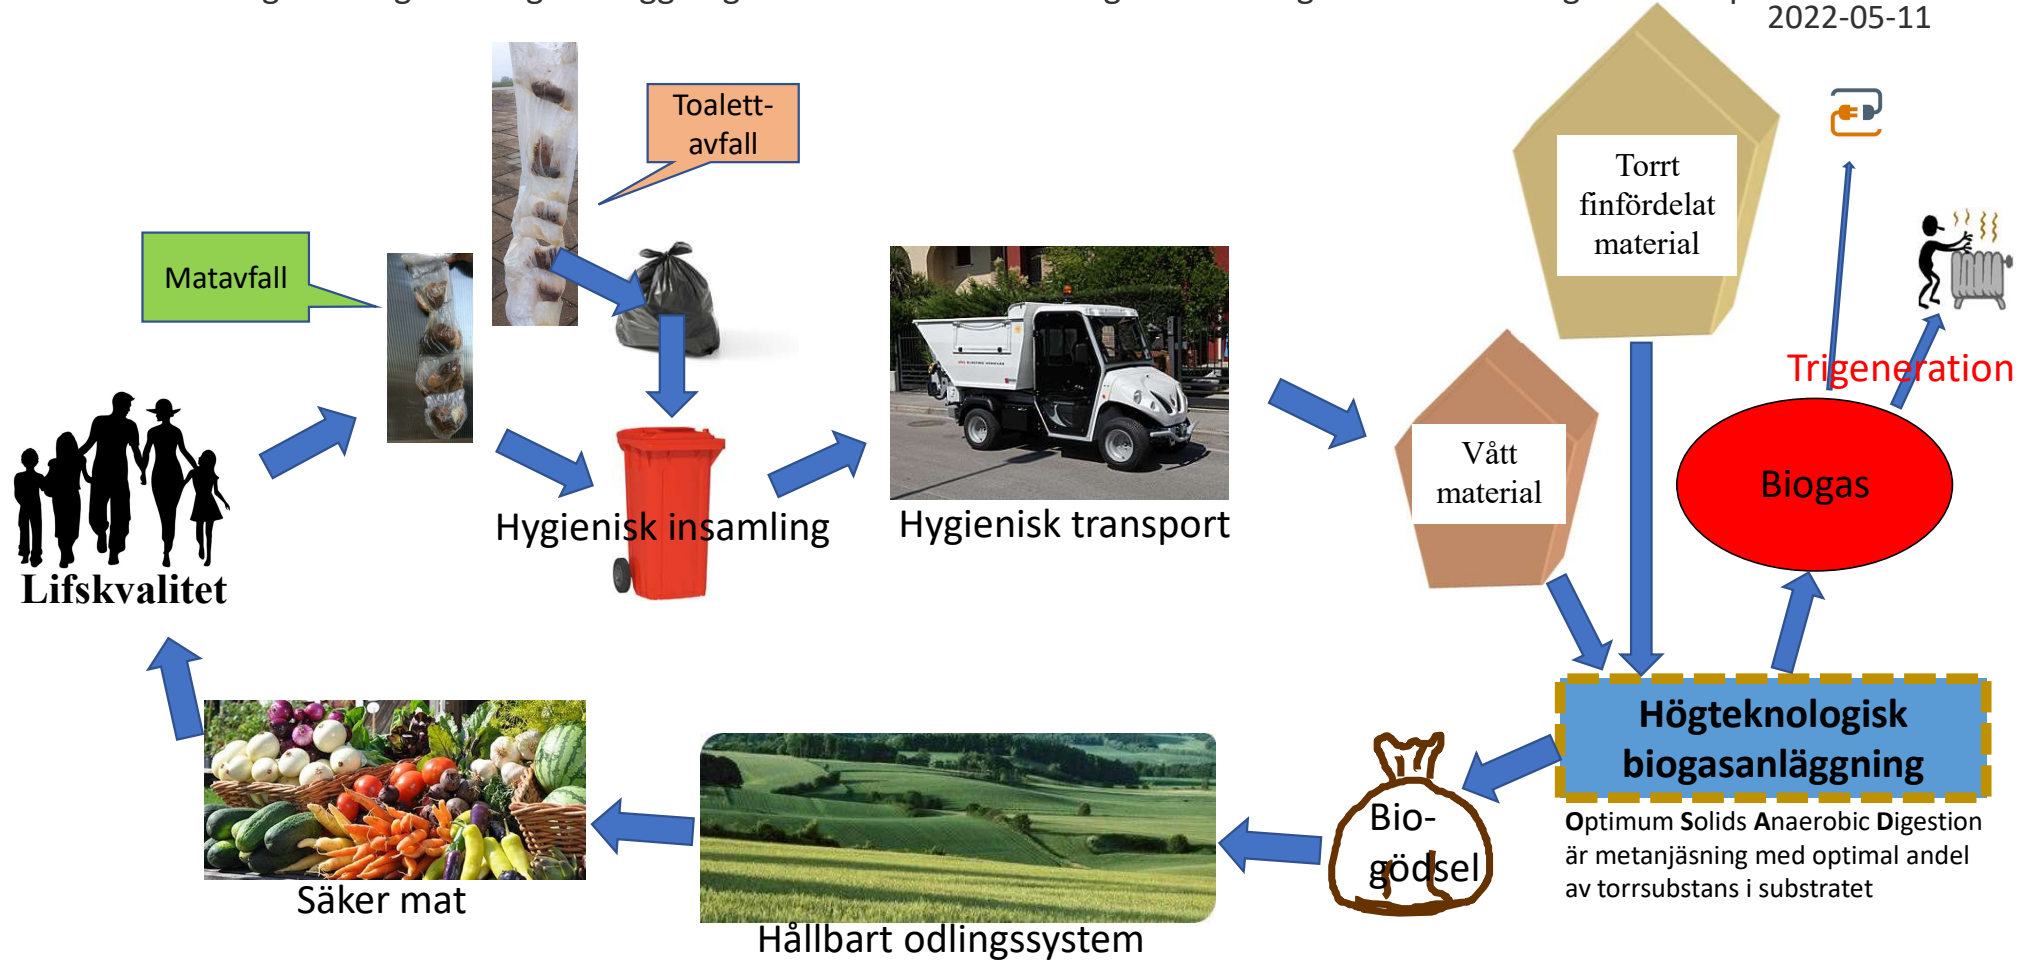 2022-05-11
Toalett-
avfall
Matavfall
Torrt
finfördelat
material
Trigeneration
Vått
material
Biogas
Hygienisk insamling
Hygienisk transport
Lifskvalitet
Högteknologisk
biogasanläggning
Optimum Solids Anaerobic Digestion
är metanjäsning med optimal andel
av torrsubstans i substratet
Bio-
gödsel
Säker mat
Hållbart odlingssystem